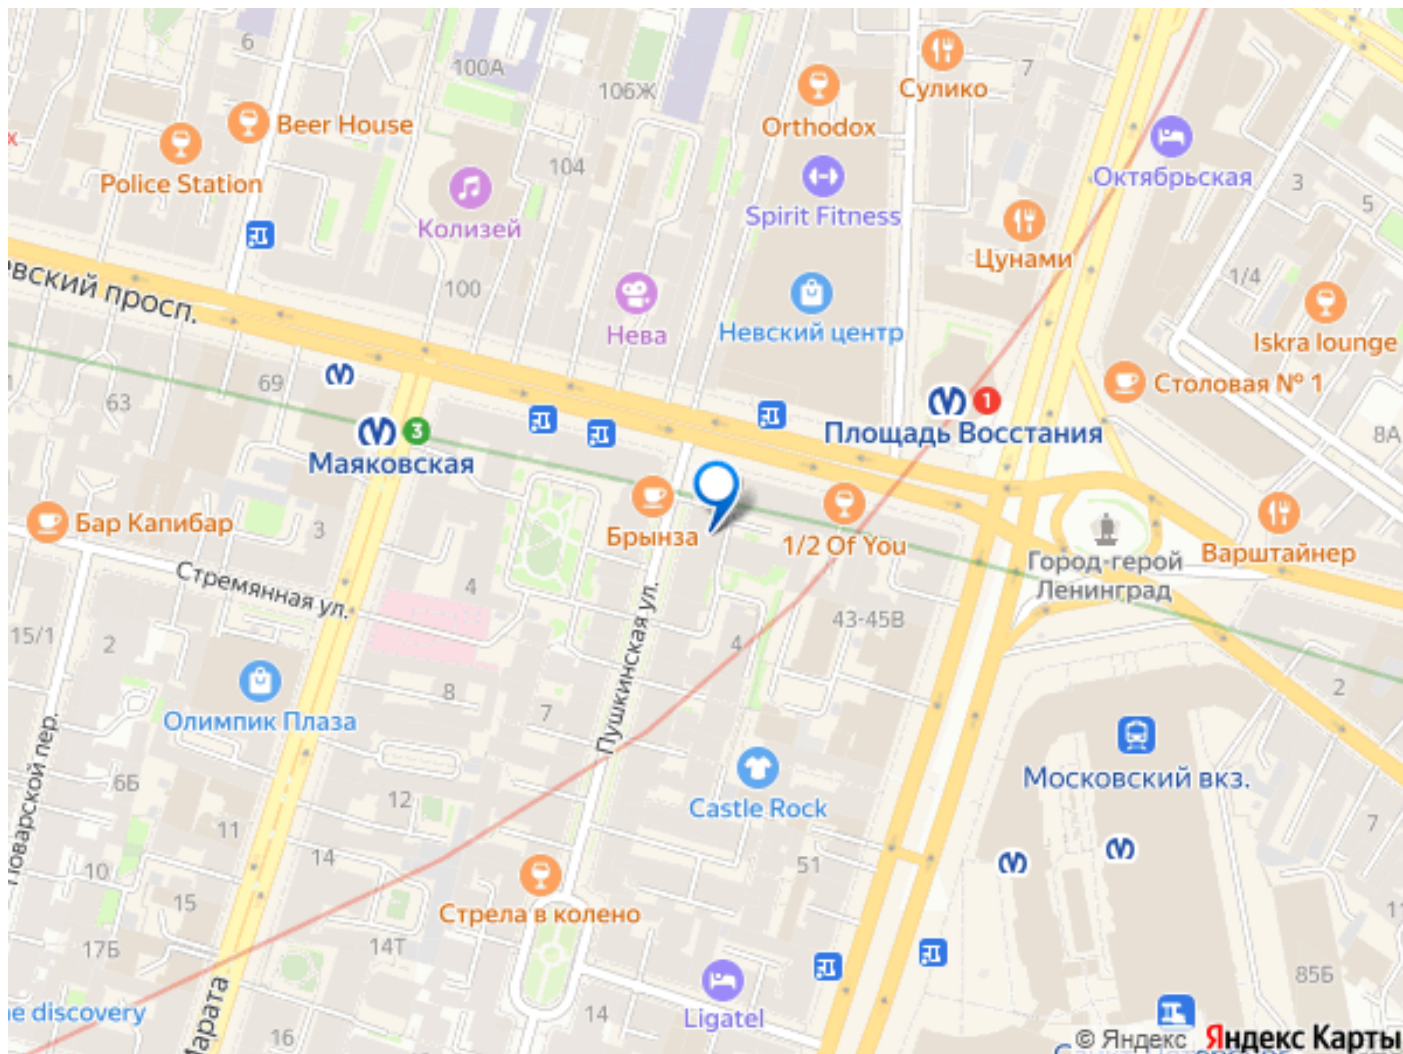 6
100А
7
Сулико
106Ж
Beer House
Orthodox
Police Station
104
Октябрьская
3
Колизей
Spirit Fitness
5
Цунами
100
1/4
Нева
Невский центр
Iskra lounge
просп.
69
63
1
Столовая № 1
3
Площадь Восстания
8А
Маяковская
Бар Капибар
3
Брынза
1/2 Of You
Город-герой
Ленинград
Варштайнер
Стремянная ул.
4
43-45В
15/1
2
4
Пушкинская ул.
8
7
2
Олимпик Плаза
Московский вкз.
6Б
12
Castle Rock
11
14
51
7
10
15
Стрела в колено
17Б
14Т
85Б
discovery
16
14
Ligatel
© Яндекс Яндекс Карты